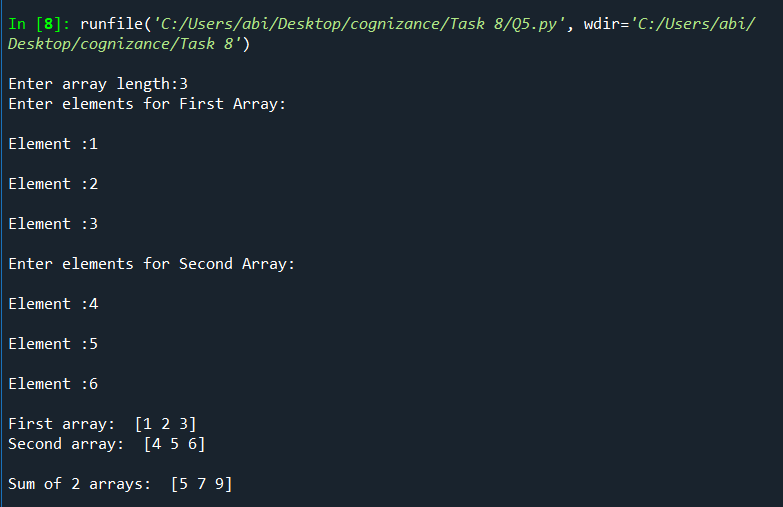 In [8]: runfile('C:/Users/abi/Desktop/cognizance/Task 8/Q5.py', wdir='C:/Users/abi/
Desktop/cognizance/Task 8')
Enter array length:3
Enter elements for First Array:
Element :1
Element :2
Element :3
Enter elements for Second Array:
Element :4
Element :5
Element :6
First array:  [1 2 3]
Second array:  [4 5 6]
Sum of 2 arrays:  [5 7 9]